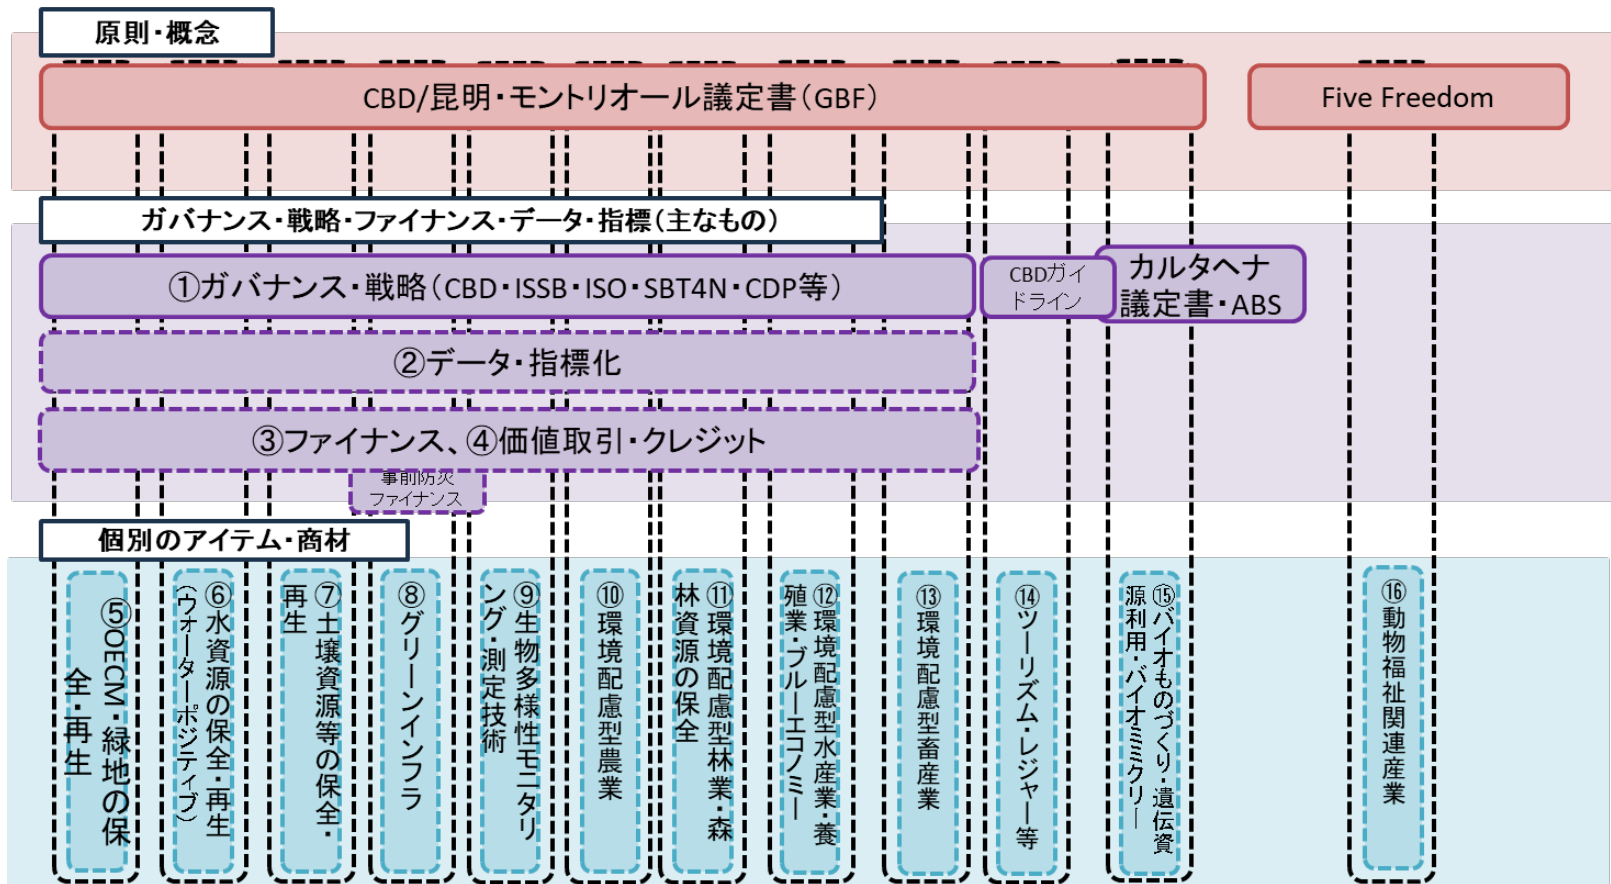 原則・概念
CBD/昆明・モントリオール議定書（GBF）
Five Freedom
ガバナンス・戦略・ファイナンス・データ・指標（主なもの）
①ガバナンス・戦略（CBD・ISSB・ISO・SBT4N・CDP等）
CBDガイ
ドライン
カルタヘナ
議定書・ABS
②データ・指標化
③ファイナンス、④価値取引・クレジット
事前防災
ファイナンス
個別のアイテム・商材
⑤OECM・緑地の保
全・再生
⑥水資源の保全・再生
（ウオーターポジティブ）
⑦土壌資源等の保全・
再生
⑧グリーンインフラ
⑨生物多様性モニタリ
ング・測定技術
⑩環境配慮型農業
⑪環境配慮型林業・森
林資源の保全
⑫環境配慮型水産業・養
殖業・ブルーエコノミー
⑬環境配慮型畜産業
⑭ツーリズム・レジャー等
⑮バイオものづくり・遺伝資
源利用・バイオミミクリー
⑯動物福祉関連産業